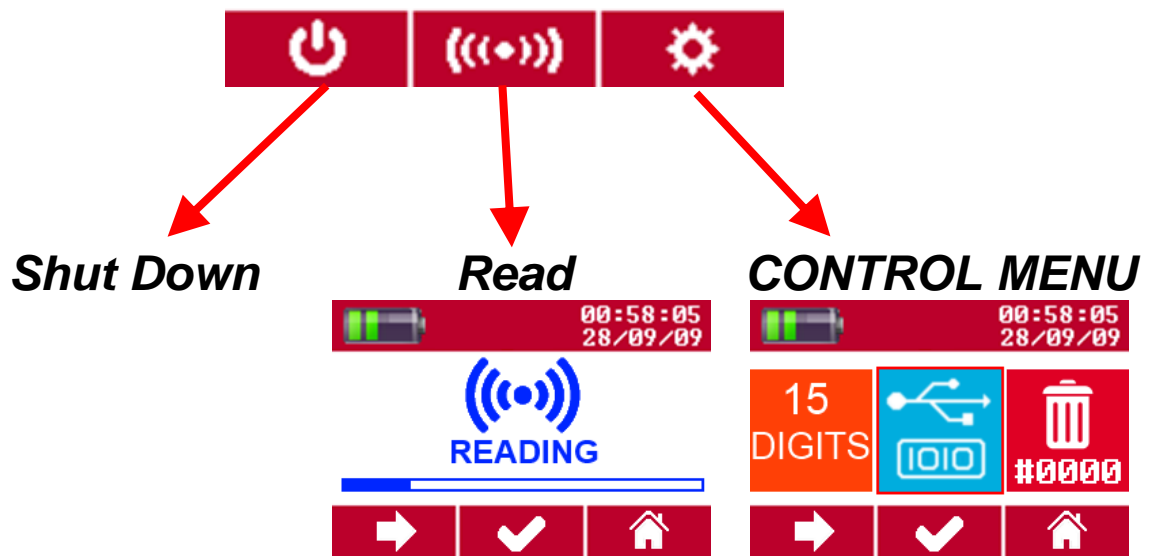 Shut Down
Read
CONTROL MENU
00:58:05
28/09/09
READING
00:58:05
28/09/09
15
DIGITS
1010
#0000